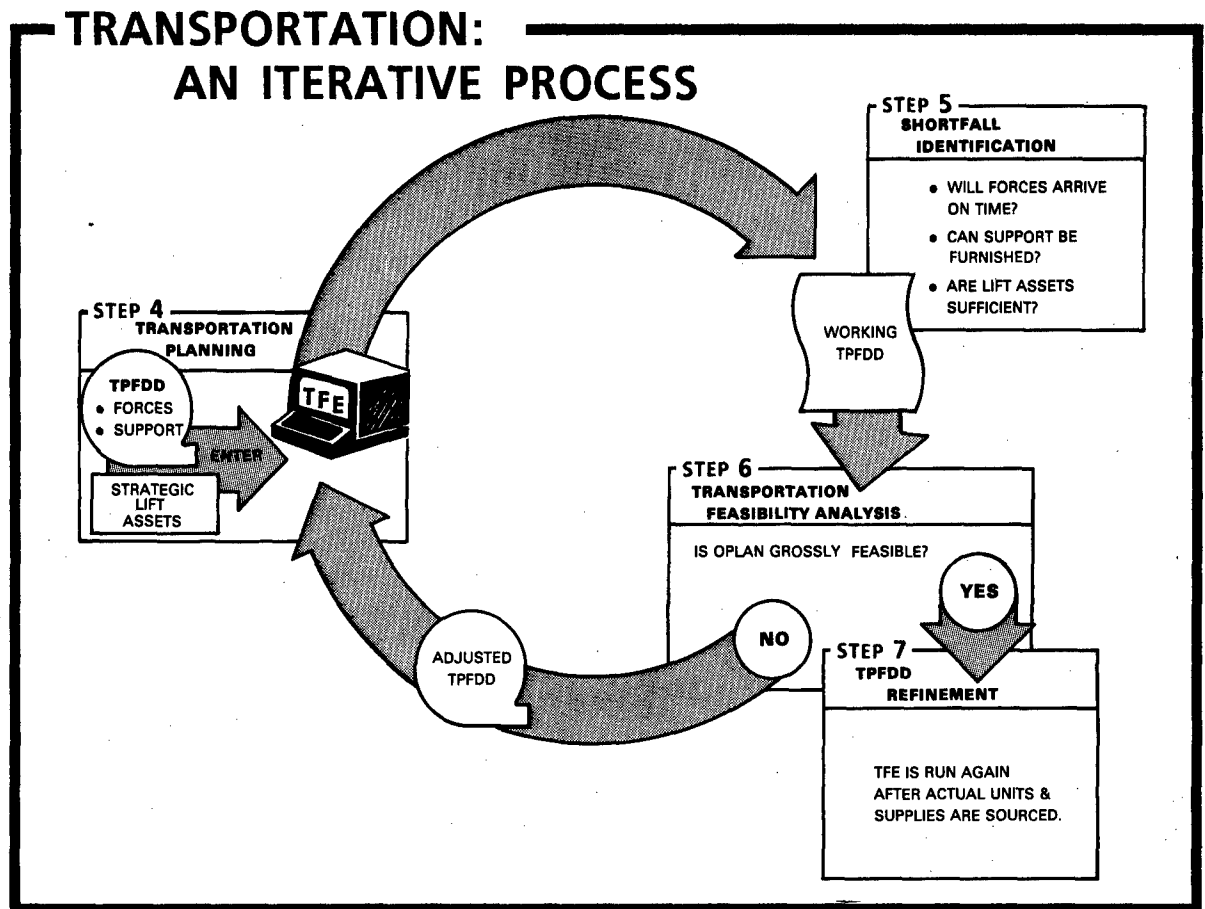 TRANSPORTATION:
AN ITERATIVE PROCESS
STEP 4
TRANSPORTATION
PLANNING
TPFDD
• FORCES
• SUPPORT
ENTER
STRATEGIC
LIFT
ASSETS
TFE
STEP 5
SHORTFALL
IDENTIFICATION
• WILL FORCES ARRIVE
ON TIME?
• CAN SUPPORT BE
FURNISHED?
• ARE LIFT ASSETS
SUFFICIENT?
WORKING
TPFDD
STEP 6
TRANSPORTATION
FEASIBILITY ANALYSIS
IS OPLAN GROSSLY FEASIBLE?
YES
NO
ADJUSTED
TPFDD
STEP 7
TPFDD
REFINEMENT
TFE IS RUN AGAIN
AFTER ACTUAL UNITS &
SUPPLIES ARE SOURCED.